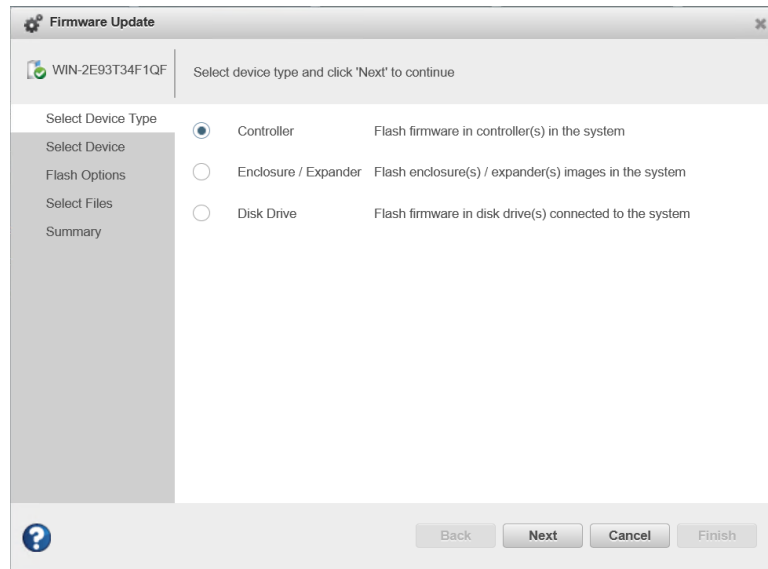 Firmware Update
WIN-2E93T34F1QF
Select device type and click 'Next' to continue
Select Device Type
Select Device
Flash Options
Select Files
Summary
Controller Flash firmware in controller(s) in the system
Enclosure / Expander Flash enclosure(s) / expander(s) images in the system
Disk Drive Flash firmware in disk drive(s) connected to the system
? Back Next Cancel Finish